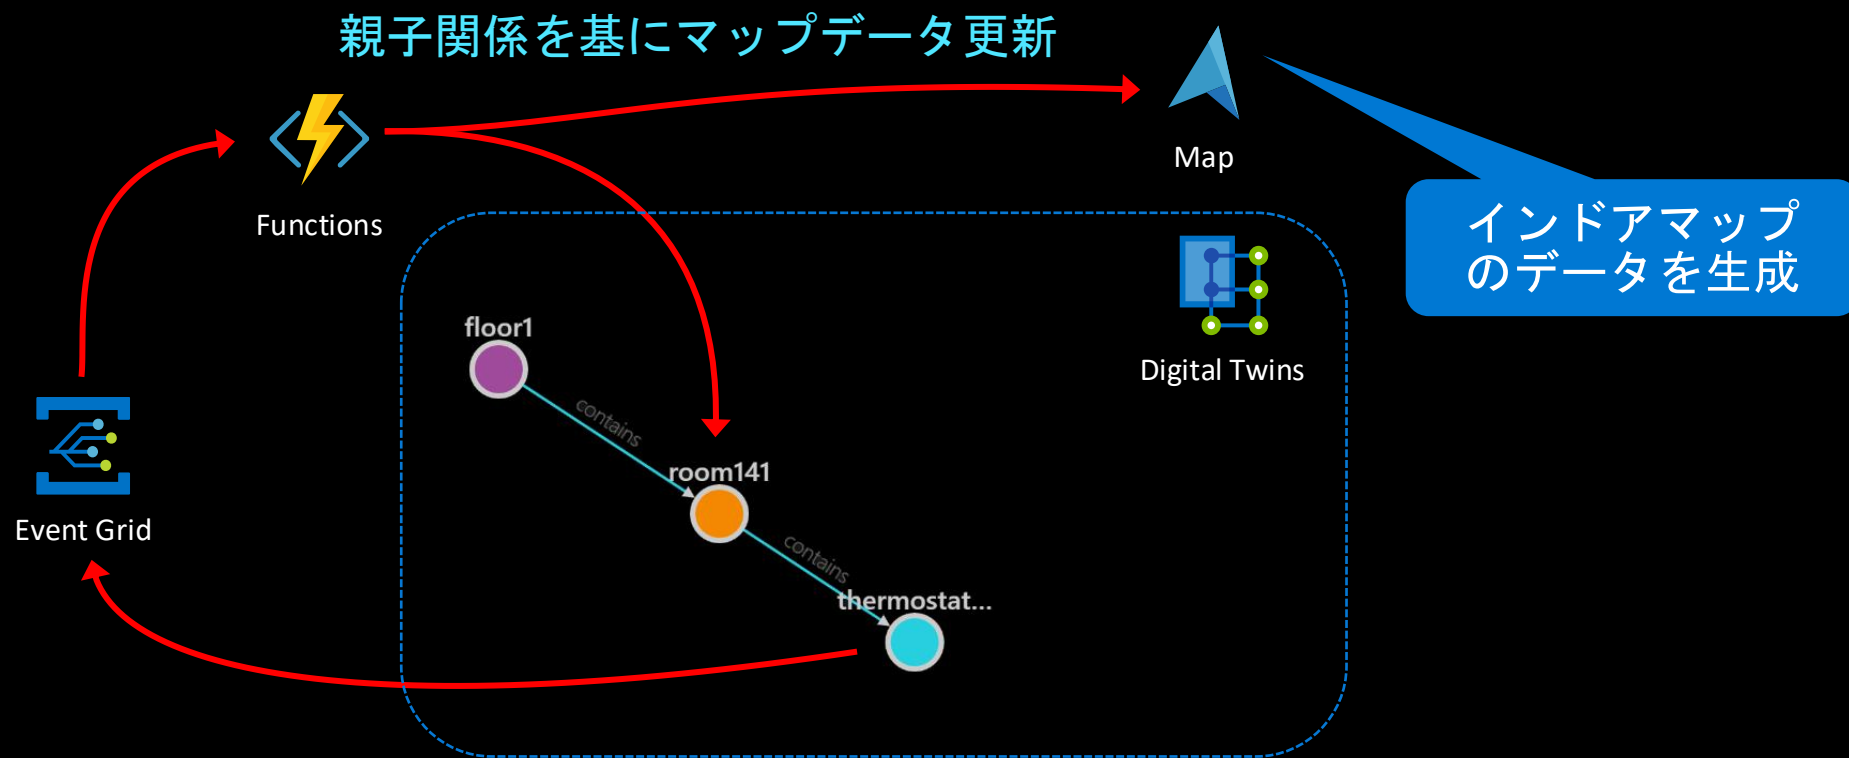 親子関係を基にマップデータ更新
Map
Functions
インドアマップ
のデータを生成
floor1
Digital Twins
contains
room141
Event Grid
contains
thermostat...